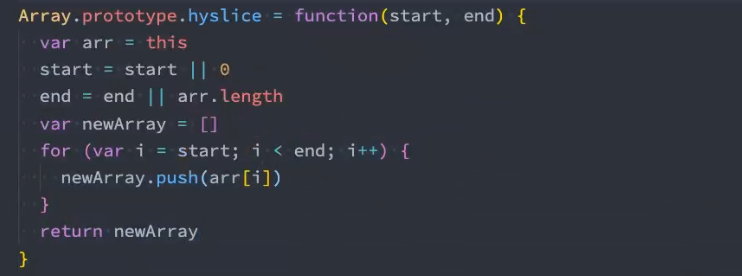 Array.prototype.hyslice = function(start, end) {
  var arr = this
  start = start || 0
  end = end || arr.length
  var newArray = []
  for (var i = start; i < end; i++) {
    newArray.push(arr[i])
  }
  return newArray
}